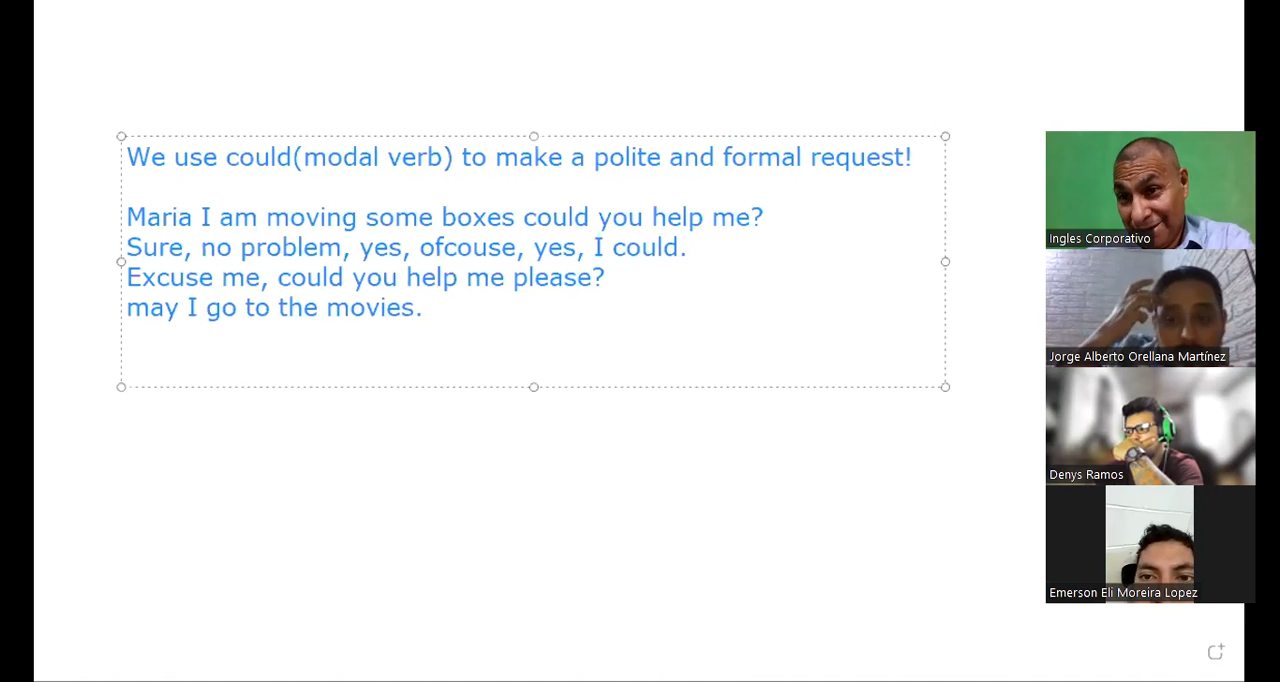 We use could(modal verb) to make a polite and formal request!
Maria I am moving some boxes could you help me?
Sure, no problem, yes, ofcouse, yes, I could.
Excuse me, could you help me please?
may I go to the movies.
Ingles Corporativo
Jorge Alberto Orellana Martínez
Denys Ramos
Emerson Eli Moreira Lopez